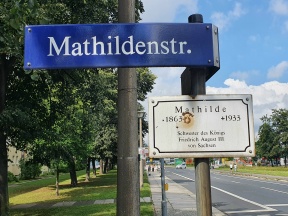 Mathildenstr.
Mathilde
*1863 +1933
Schwester des Königs
Friedrich August III
von Sachsen